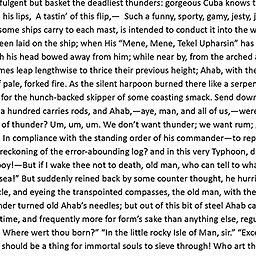 fulgent but basket the deadliest thunders: gorgeous Cuba knows t
his lips, A tastin' of this flip,— Such a funny, sporty, gamy, jesty, j
some ships carry to each mast, is intended to conduct it into the w
een laid on the ship; when His "Mene, Mene, Tekel Upharsin" has
h his head bowed away from him; while near by, from the arched a
mes leap lengthwise to thrice their previous height; Ahab, with the
f pale, forked fire. As the silent harpoon burned there like a serpen
for the hunch-backed skipper of some coasting smack. Send down
a hundred carries rods, and Ahab,—aye, man, and all of us,—were
of thunder? Um, um, um. We don't want thunder; we want rum;
In compliance with the standing order of his commander—to rep
reckoning of the error-abounding log? and in this very Typhoon, d
boy!—But if I wake thee not to death, old man, who can tell to wha
sea!" But suddenly reined back by some counter thought, he hurri
cle, and eyeing the transpointed compasses, the old man, with the
nder turned old Ahab's needles; but out of this bit of steel Ahab ca
time, and frequently more for form's sake than anything else, regu
Where wert thou born?" "In the little rocky Isle of Man, sir." "Exc
should be a thing for immortal souls to sieve through! Who art th